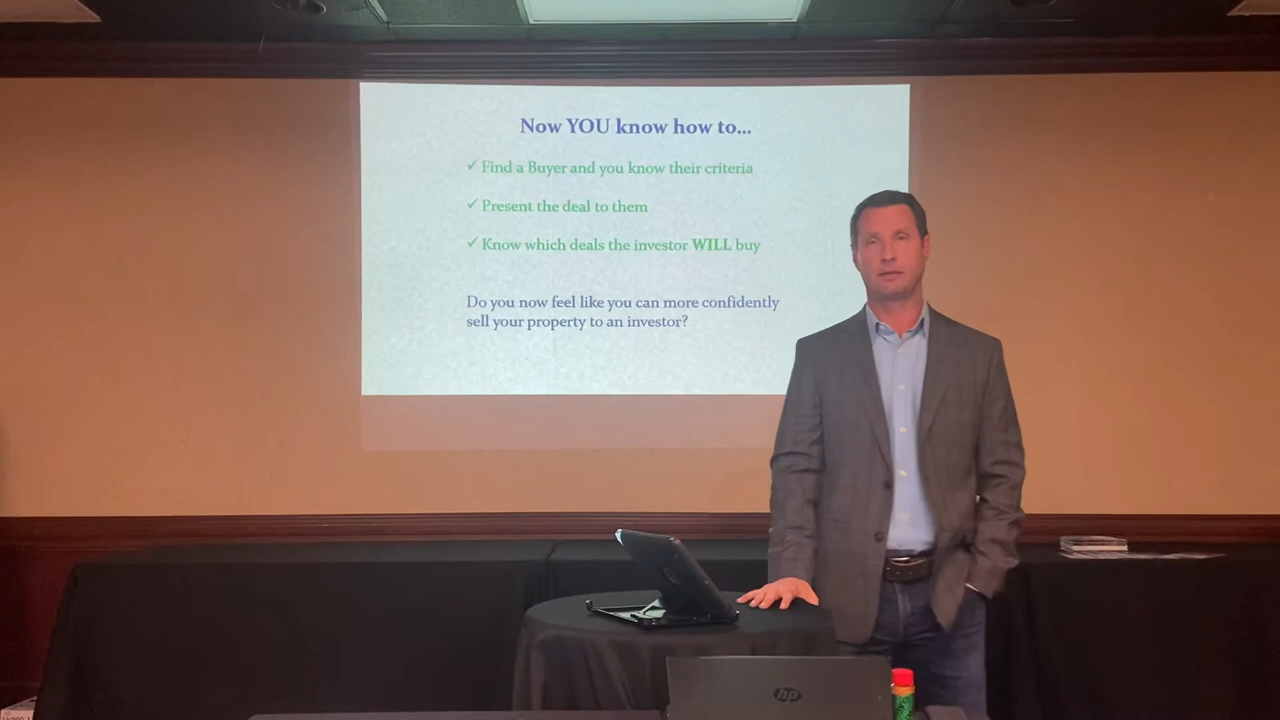 Now YOU know how to...
✓ Find a Buyer and you know their criteria
✓ Present the deal to them
✓ Know which deals the investor WILL buy
Do you now feel like you can more confidently
sell your property to an investor?
hp